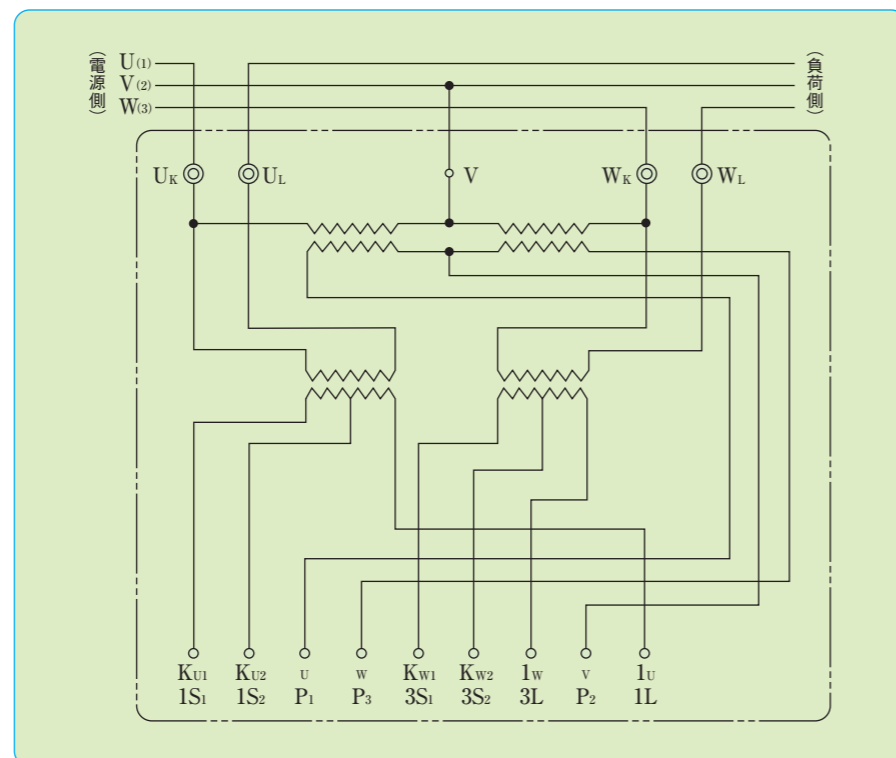 （電源側）
U(1)
V(2)
W(3)
（負荷側）
UK UL V WK WL
KU1 KU2 U W KW1 KW2 1W V 1U
1S1 1S2 P1 P3 3S1 3S2 3L P2 1L